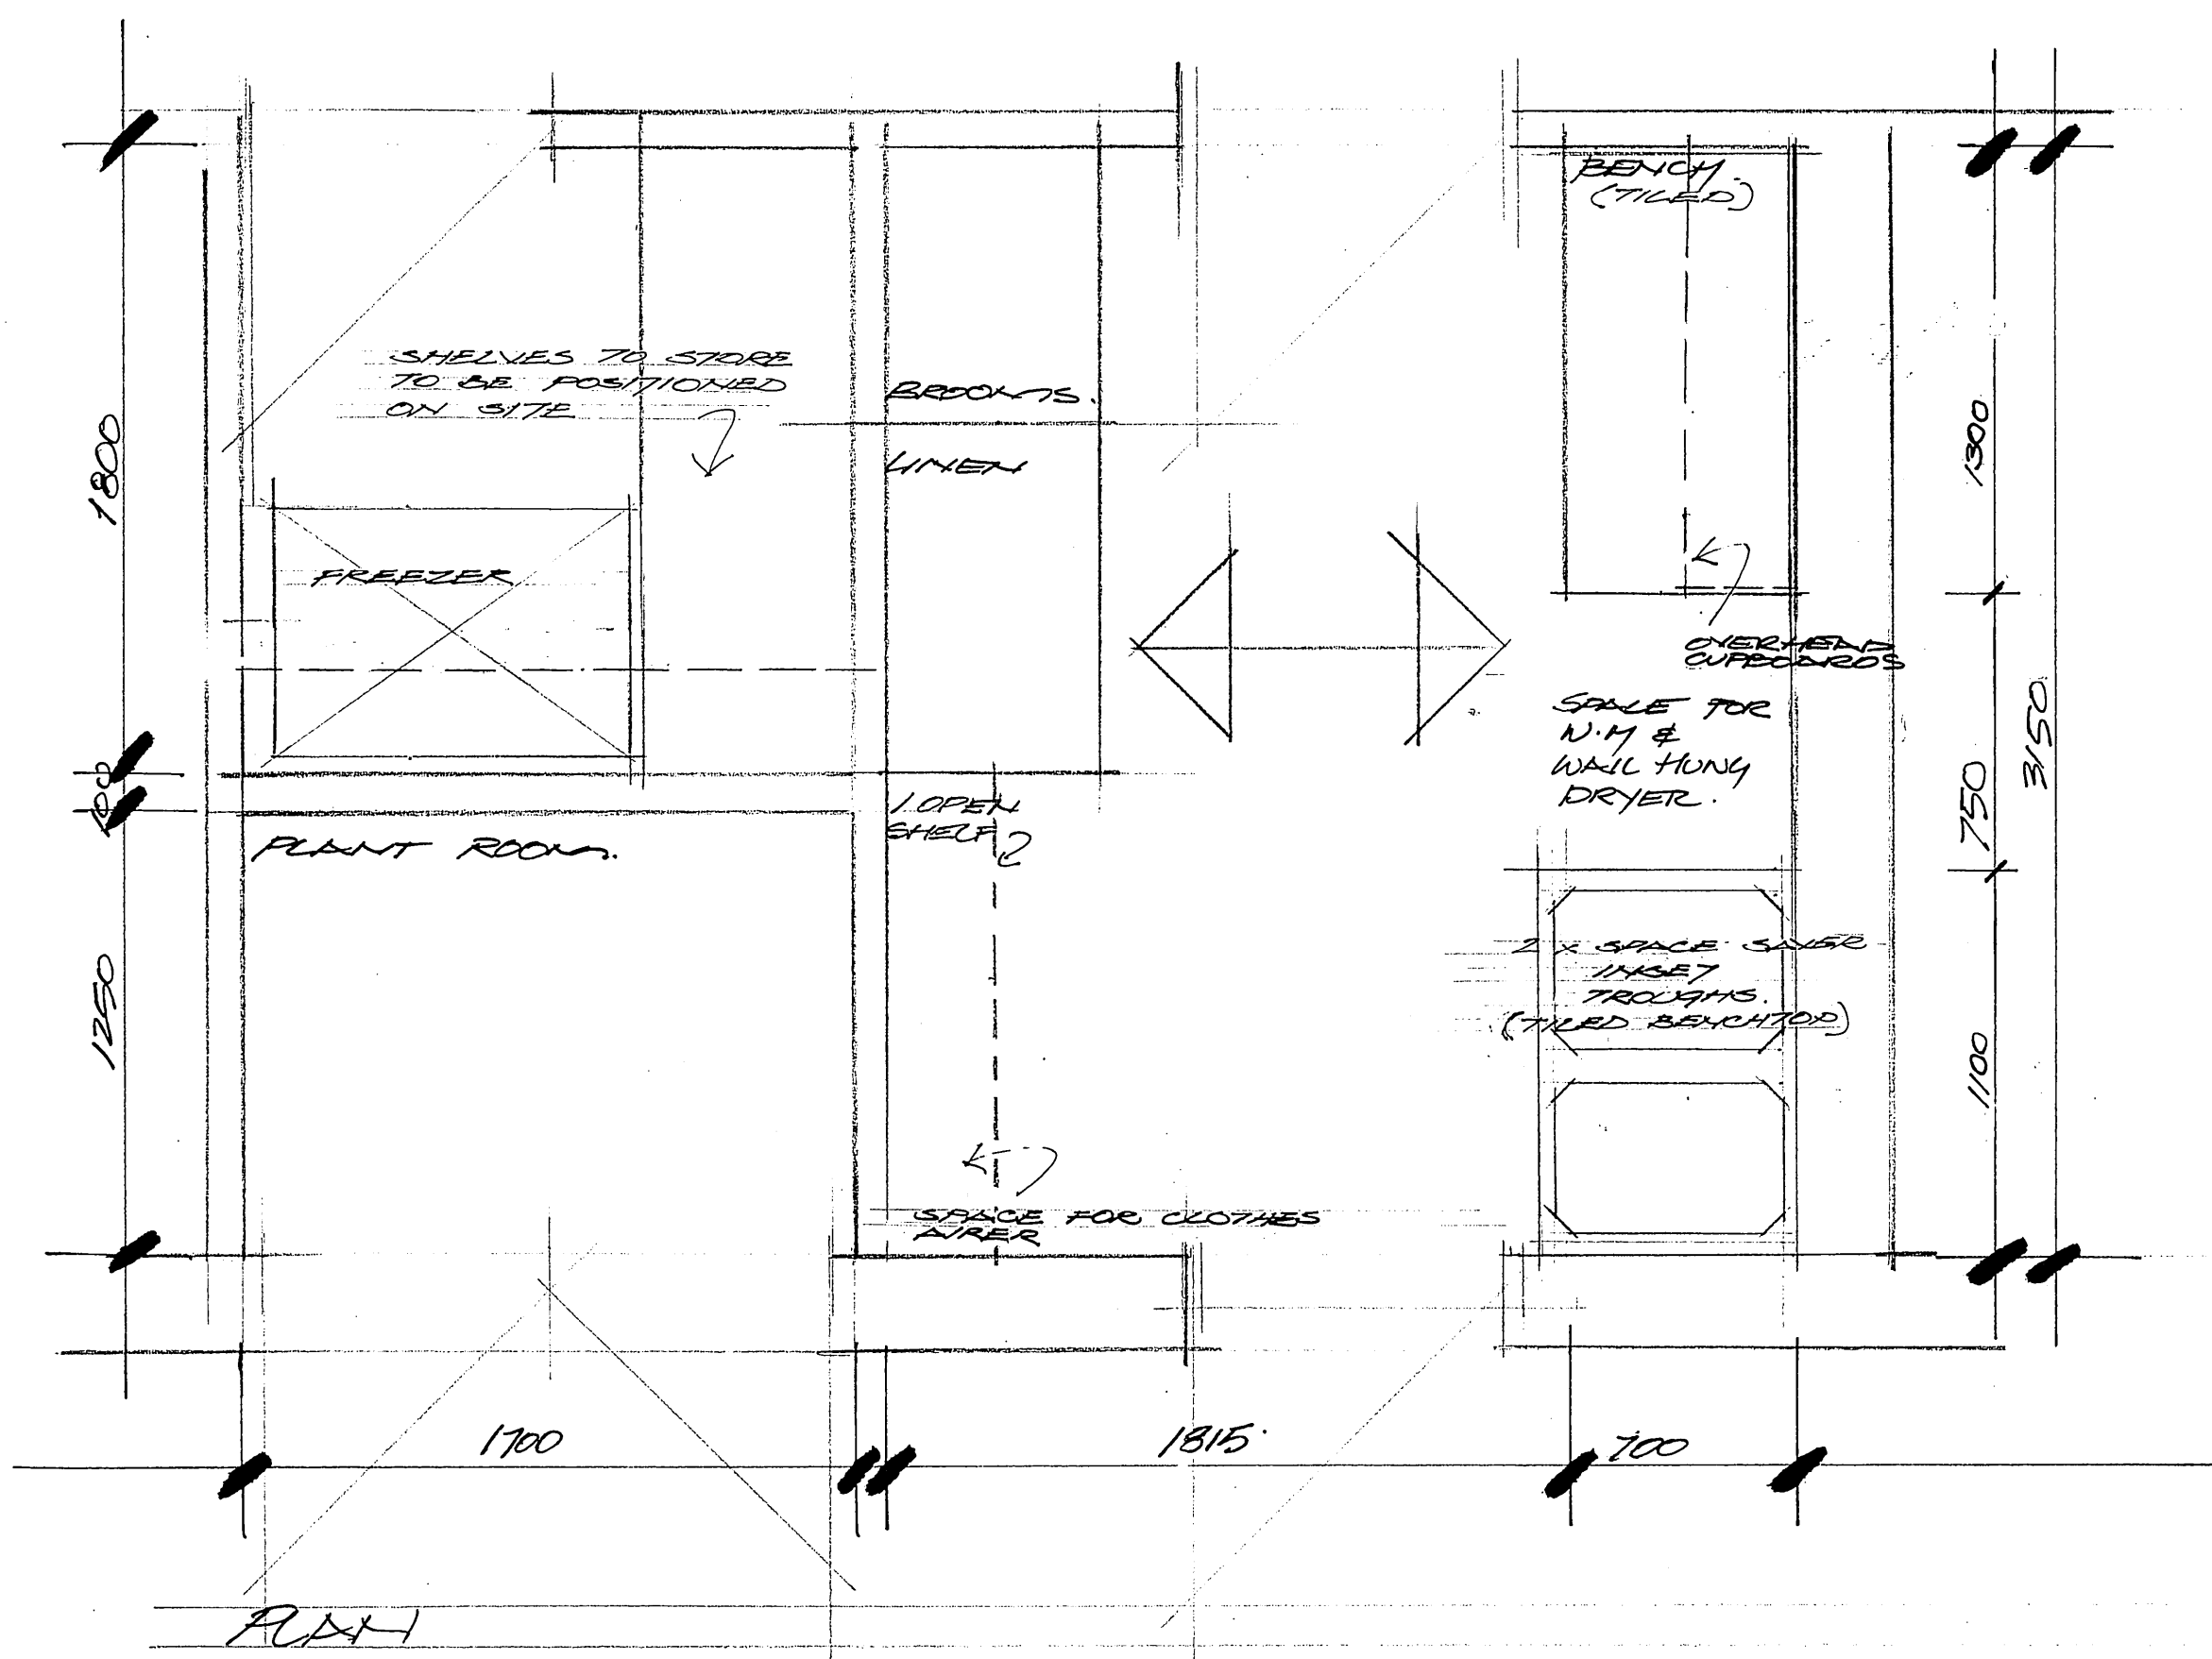 BENCH.
(TILED)
SHELVES TO STORE
TO BE POSITIONED
ON SITE
BROOMS.
LINEN
1800
1300
FREEZER
OVERHEAD
CUPBOARDS
SPACE FOR
W.M &
WALL HUNG
DRYER.
3150
750
100
1 OPEN
SHELF
PLANT ROOM.
2 x SPACE SAVER
INSET
TROUGHS.
(TILED BENCHTOP)
1250
1100
SPACE FOR CLOTHES
AIRER
1700
1815
700
PLAN